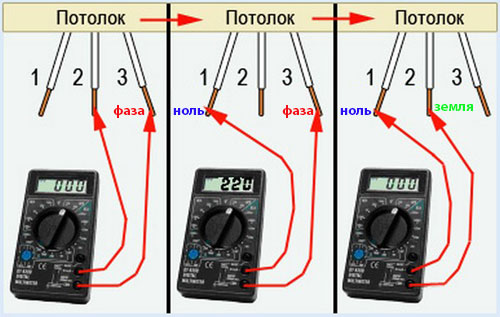 Потолок
Потолок
Потолок
1
2
3
фаза
000
1
2
3
ноль
фаза
220
1
2
3
ноль
земля
000